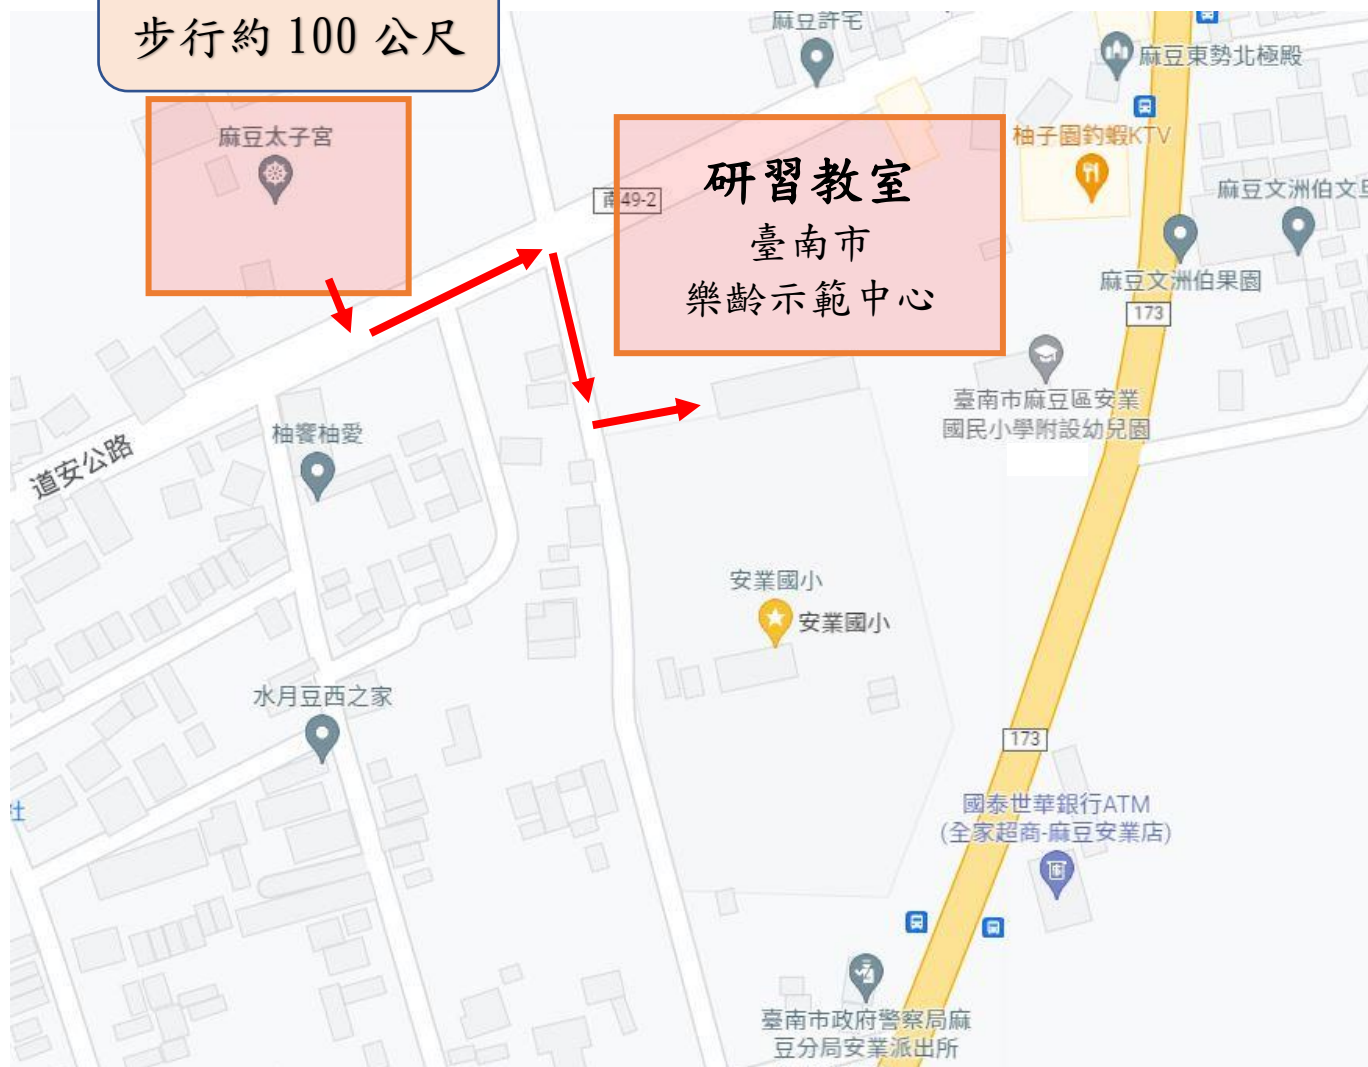 步行約 100 公尺
麻豆許宅
麻豆東勢北極殿
麻豆太子宮
柚子園釣蝦KTV
研習教室
臺南市
樂齡示範中心
南49-2
麻豆文洲伯文旦
麻豆文洲伯果園
173
臺南市麻豆區安業
國民小學附設幼兒園
柚饗柚愛
道安公路
安業國小
安業國小
水月豆西之家
173
國泰世華銀行ATM
(全家超商-麻豆安業店)
臺南市政府警察局麻
豆分局安業派出所